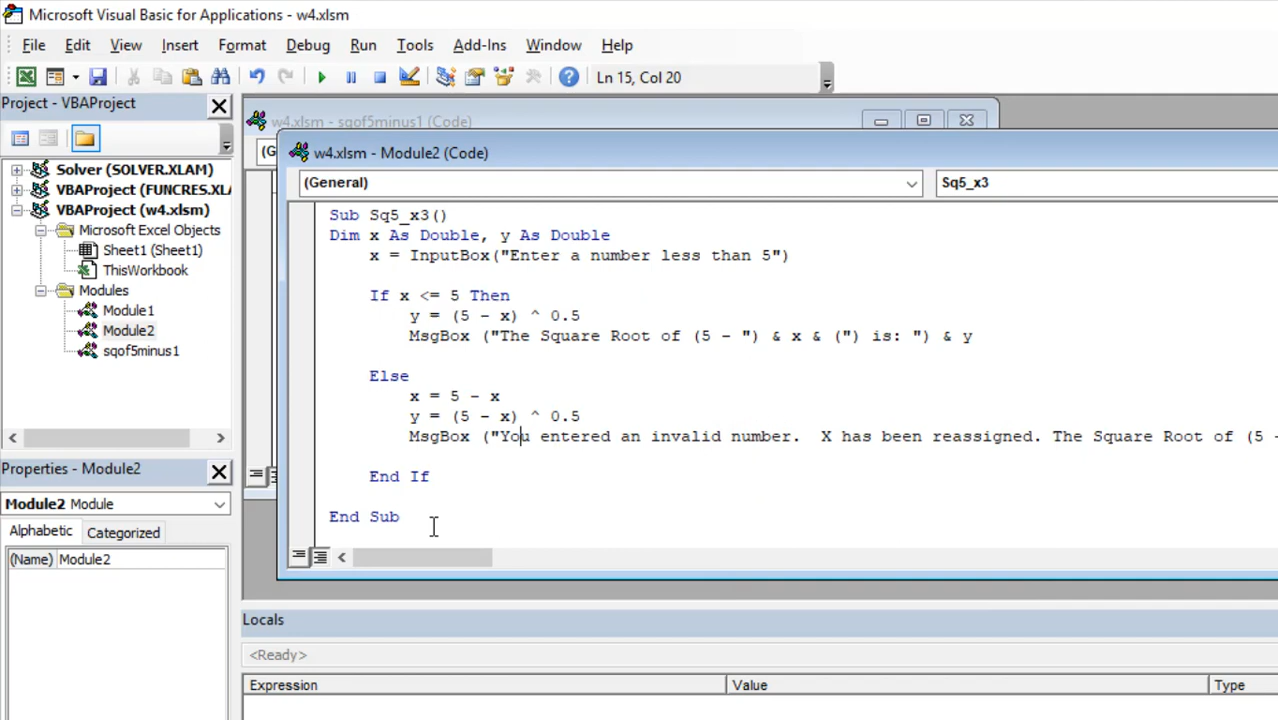 Microsoft Visual Basic for Applications - w4.xlsm
File Edit View Insert Format Debug Run Tools Add-Ins Window Help
Ln 15, Col 20
Project - VBAProject
Solver (SOLVER.XLAM)
VBAProject (FUNCRES.XL
VBAProject (w4.xlsm)
Microsoft Excel Objects
Sheet1 (Sheet1)
ThisWorkbook
Modules
Module1
Module2
sqof5minus1
Properties - Module2
Module2 Module
Alphabetic Categorized
(Name) Module2
w4.xlsm - sqof5minus1 (Code)
(G
w4.xlsm - Module2 (Code)
(General) Sq5_x3
Sub Sq5_x3()
Dim x As Double, y As Double
x = InputBox("Enter a number less than 5")
If x <= 5 Then
y = (5 - x) ^ 0.5
MsgBox ("The Square Root of (5 - ") & x & (") is: ") & y
Else
x = 5 - x
y = (5 - x) ^ 0.5
MsgBox ("You entered an invalid number.  X has been reassigned. The Square Root of (5 -
End If
End Sub
Locals
<Ready>
Expression Value Type